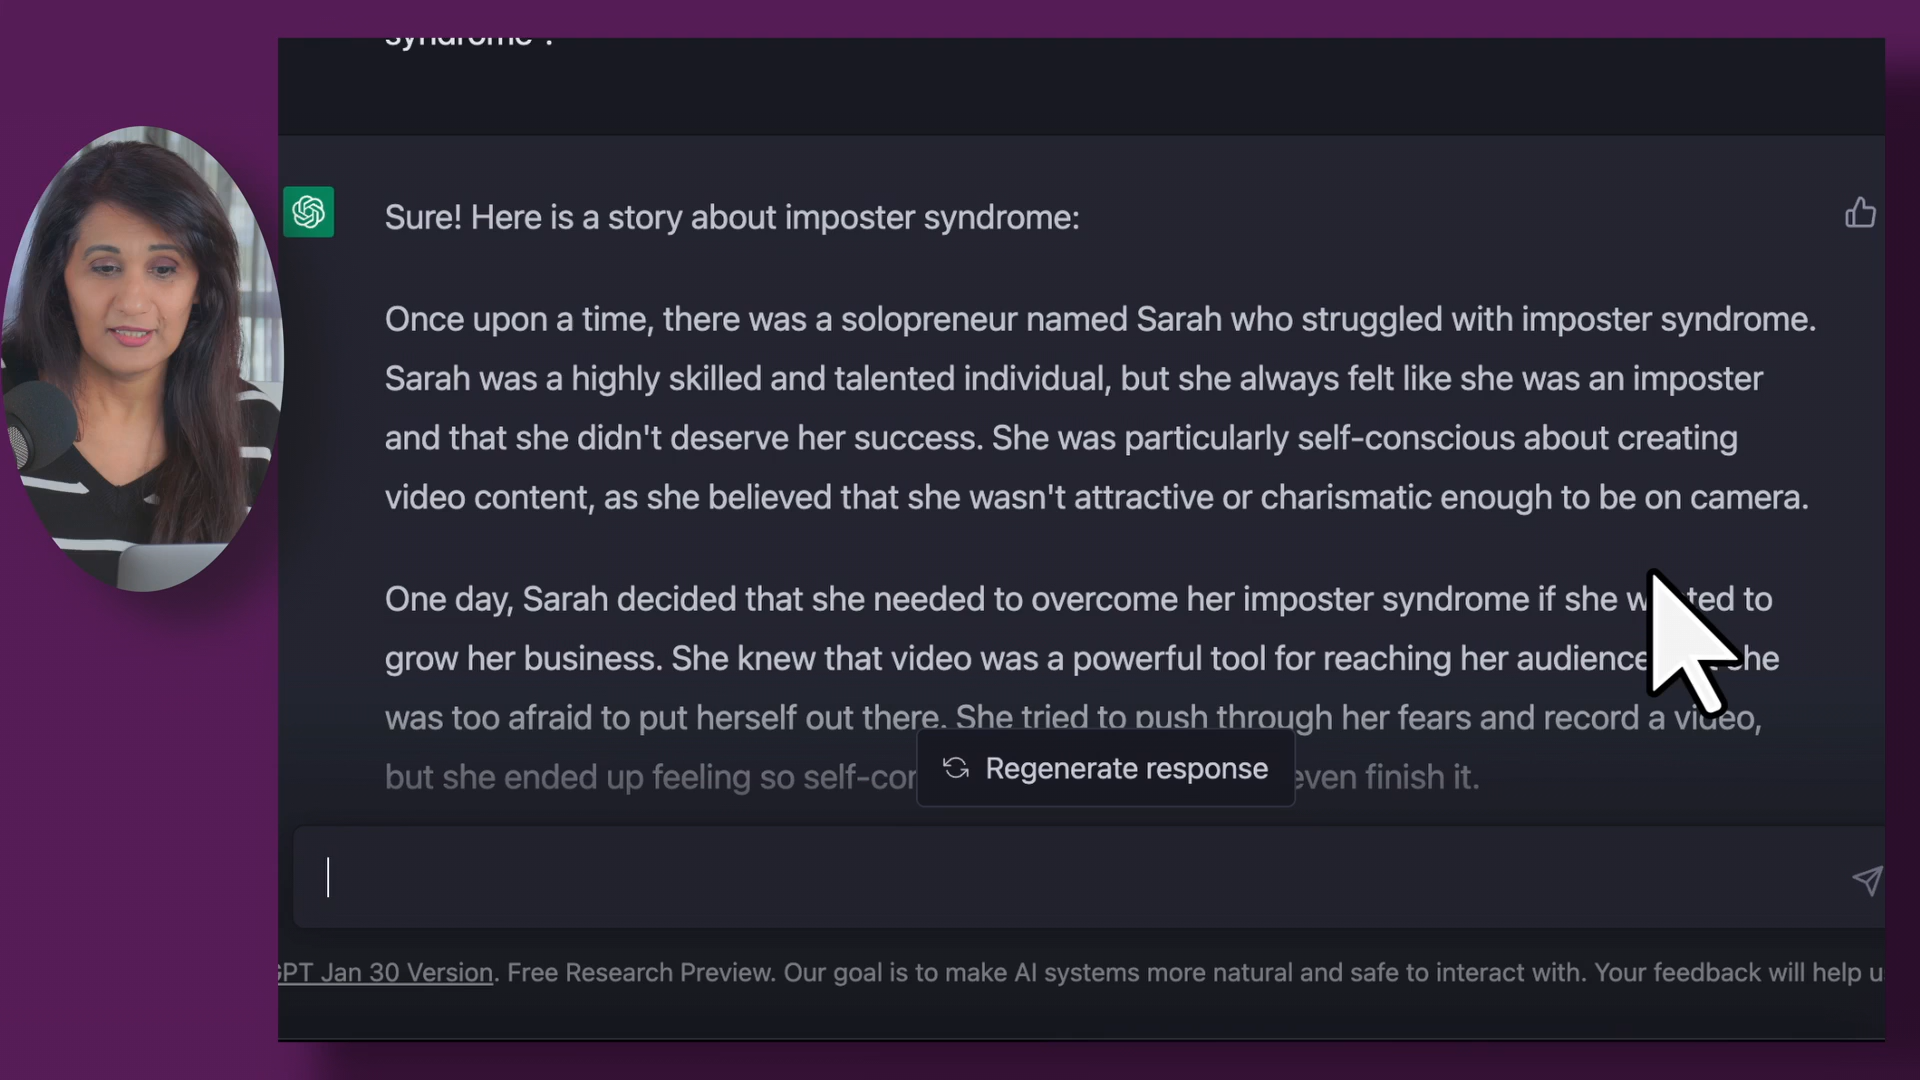 syndrome".
Sure! Here is a story about imposter syndrome:
Once upon a time, there was a solopreneur named Sarah who struggled with imposter syndrome.
Sarah was a highly skilled and talented individual, but she always felt like she was an imposter
and that she didn't deserve her success. She was particularly self-conscious about creating
video content, as she believed that she wasn't attractive or charismatic enough to be on camera.
One day, Sarah decided that she needed to overcome her imposter syndrome if she wanted to
grow her business. She knew that video was a powerful tool for reaching her audience she
was too afraid to put herself out there. She tried to push through her fears and record a video,
but she ended up feeling so self-con even finish it.
Regenerate response
GPT Jan 30 Version. Free Research Preview. Our goal is to make AI systems more natural and safe to interact with. Your feedback will help u